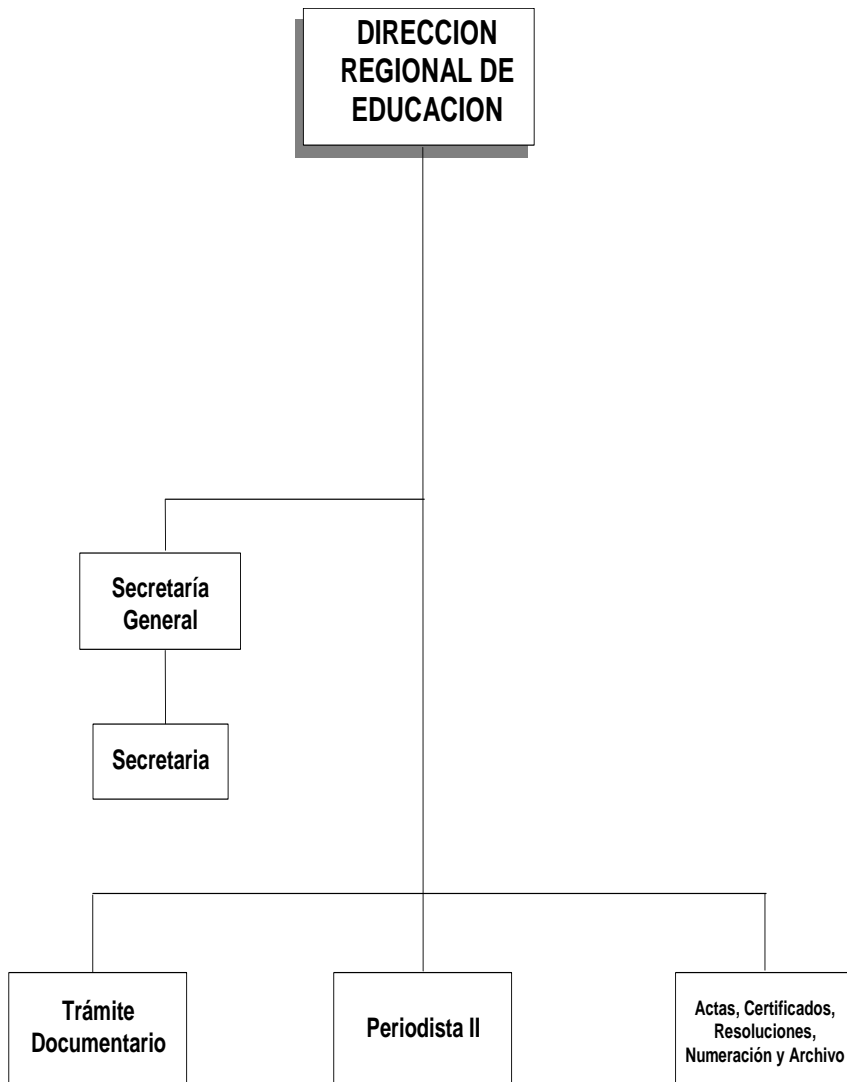 DIRECCION
REGIONAL DE
EDUCACION
Secretaría
General
Secretaria
Trámite
Documentario
Periodista II
Actas, Certificados,
Resoluciones,
Numeración y Archivo